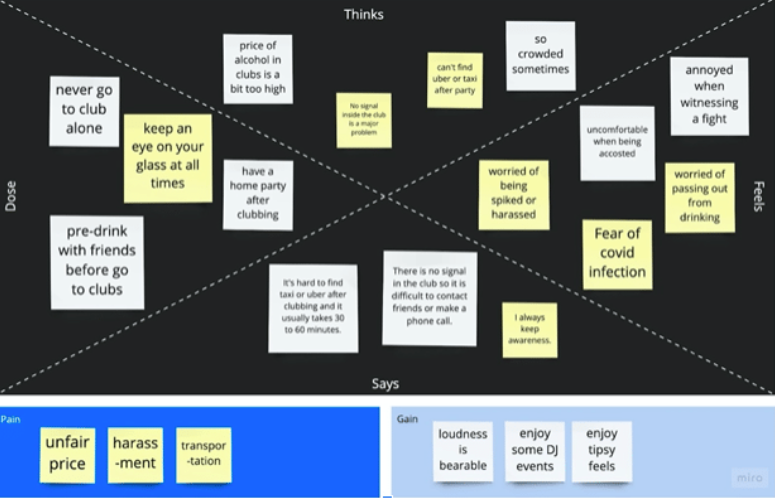 Thinks
price of
alcohol in
clubs is a
bit too high
No signal
inside the club
is a major
problem
can't find
uber or taxi
after party
so
crowded
sometimes
Dose
never go
to club
alone
keep an
eye on your
glass at all
times
have a
home party
after
clubbing
pre-drink
with friends
before go
to clubs
Feels
annoyed
when
witnessing
a fight
uncomfortable
when being
accosted
worried of
being
spiked or
harassed
worried of
passing out
from
drinking
Fear of
covid
infection
It's hard to find
taxi or uber after
clubbing and it
usually takes 30
to 60 minutes.
There is no signal
in the club so it is
difficult to contact
friends or make a
phone call.
I always
keep
awareness.
Says
Pain
unfair
price
harass
-ment
transpor
-tation
Gain
loudness
is
bearable
enjoy
some DJ
events
enjoy
tipsy
feels
miro